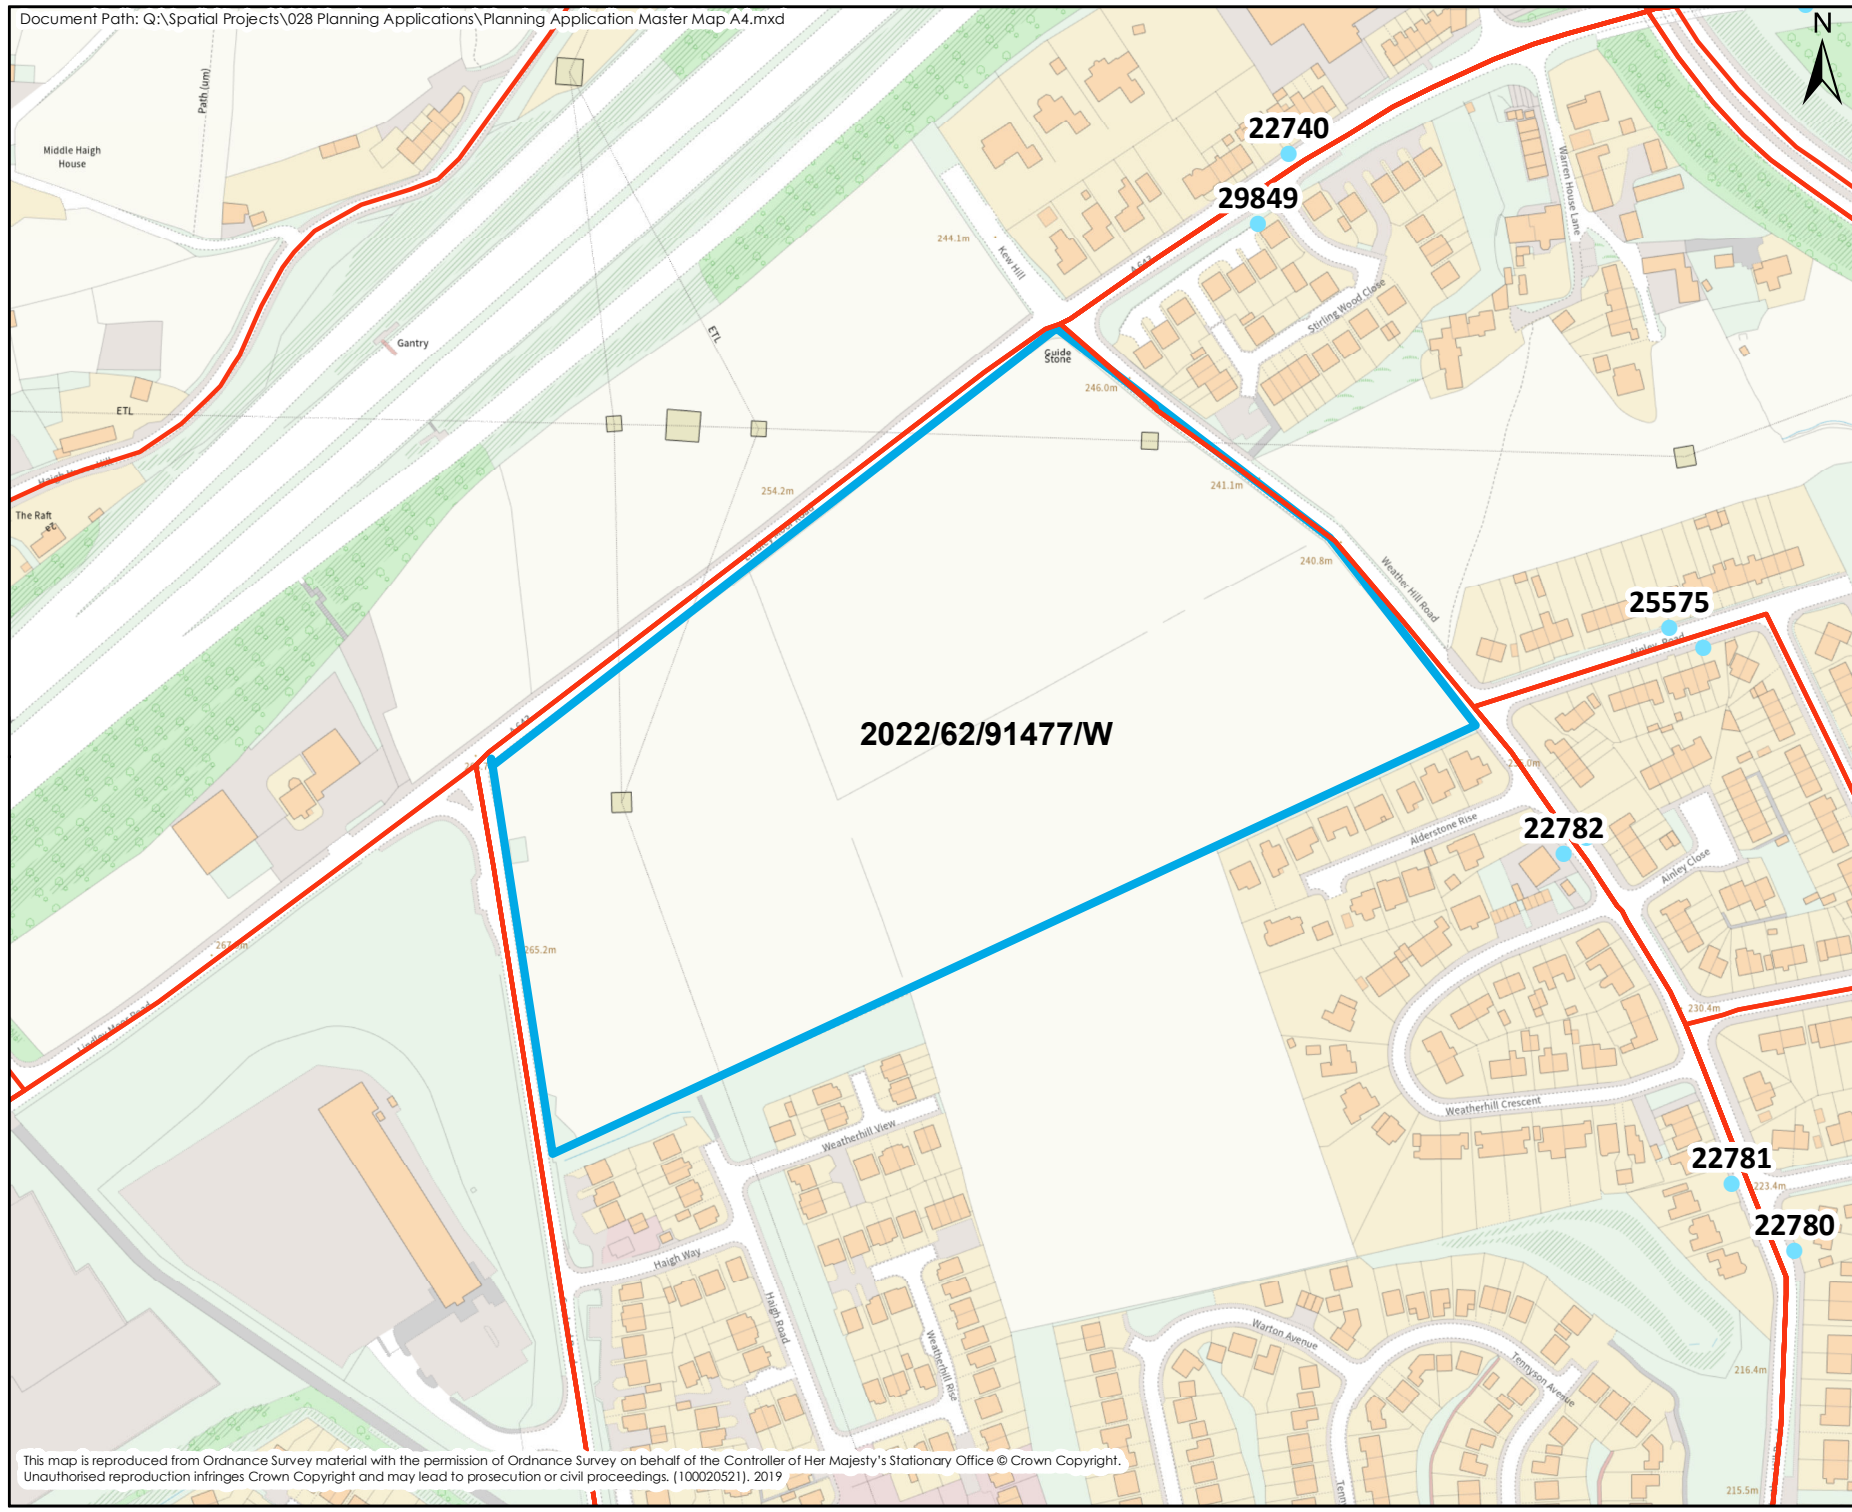 Document Path: Q:\Spatial Projects\028 Planning Applications\Planning Application Master Map A4.mxd
N
Path (um)
Middle Haigh
House
22740
29849
Warren House Lane
244.1m
Kew Hill
Stirling Wood Close
ETL
Gantry
Guide
Stone
246.0m
ETL
254.2m
241.1m
The Raft
2a
240.8m
Weather Hill Road
25575
Ainley Road
2022/62/91477/W
Alderstone Rise
22782
Ainley Close
265.2m
Lindley Moor Road
230.4m
Weatherhill Crescent
Weatherhill View
22781
223.4m
22780
Haigh Way
Haigh Road
Weatherhill Rise
Warton Avenue
Tennyson Avenue
216.4m
This map is reproduced from Ordnance Survey material with the permission of Ordnance Survey on behalf of the Controller of Her Majesty's Stationary Office © Crown Copyright.
Unauthorised reproduction infringes Crown Copyright and may lead to prosecution or civil proceedings. (100020521). 2019
215.5m